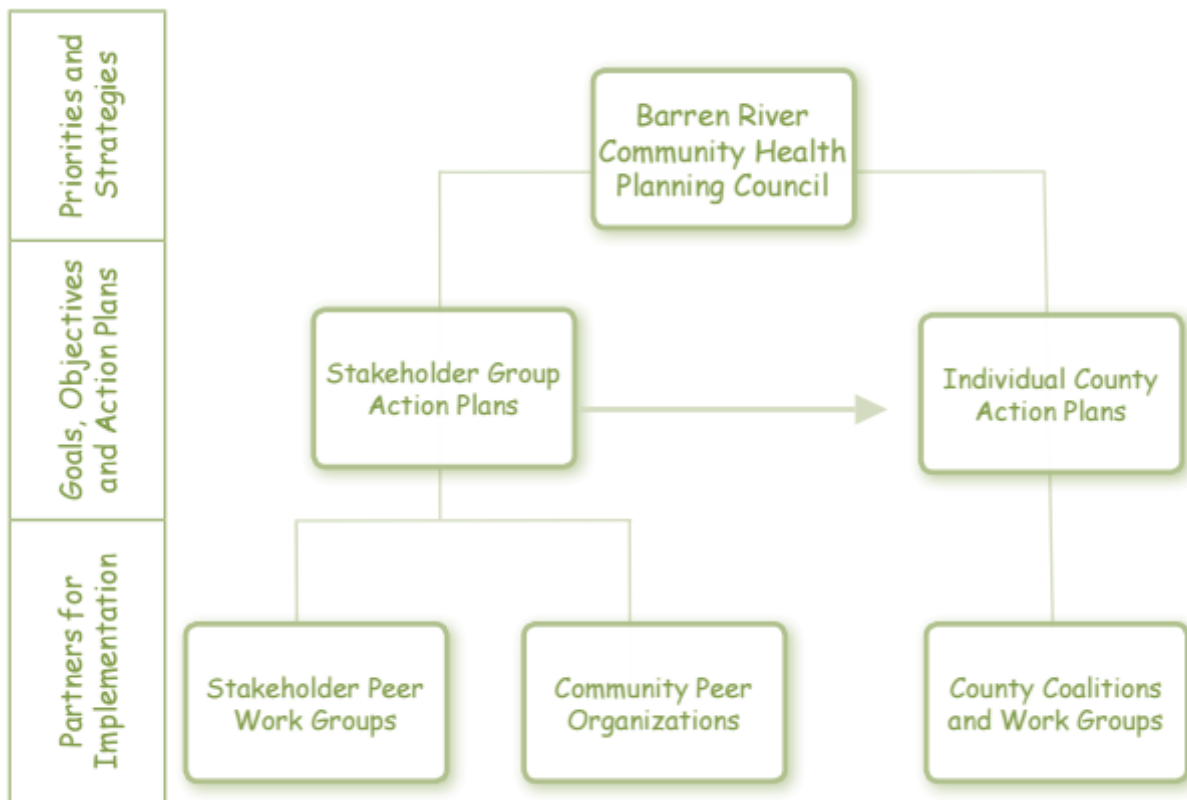 Priorities and
Strategies
Barren River
Community Health
Planning Council
Goals, Objectives
and Action Plans
Stakeholder Group
Action Plans
Individual County
Action Plans
Partners for
Implementation
Stakeholder Peer
Work Groups
Community Peer
Organizations
County Coalitions
and Work Groups